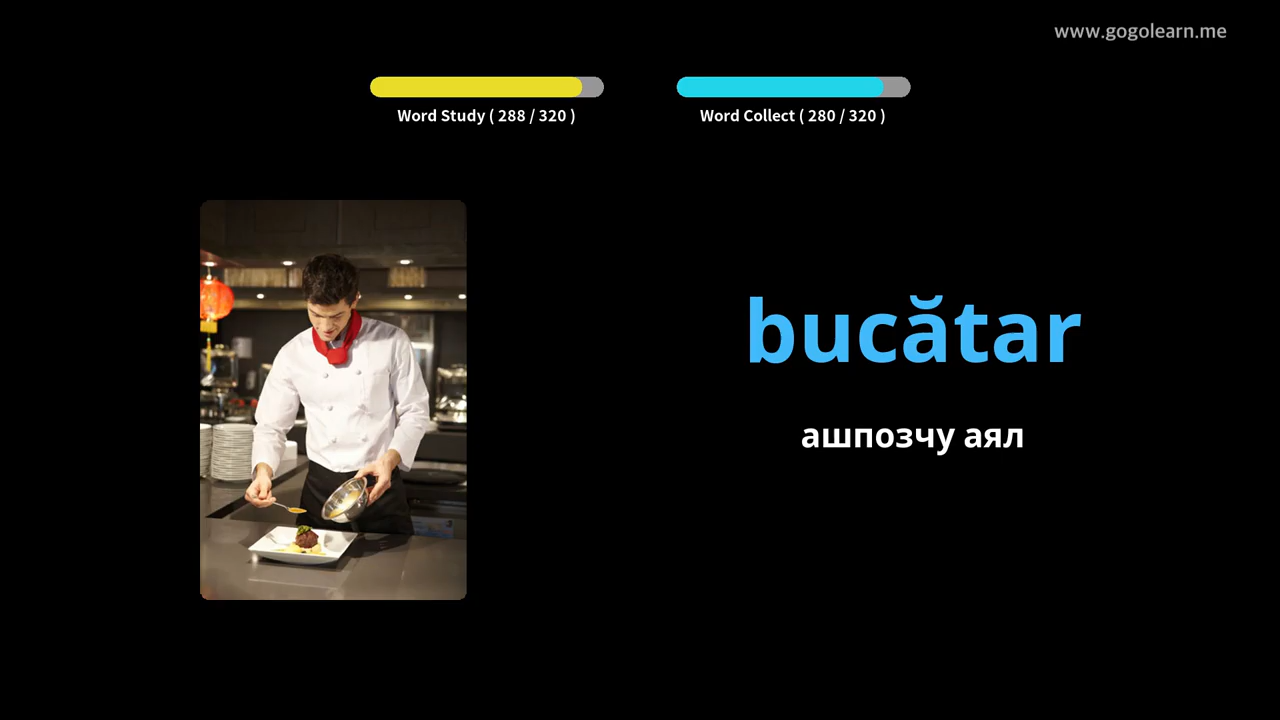 www.gogolearn.me
Word Study ( 288 / 320 )
Word Collect ( 280 / 320 )
bucătar
ашпозчу аял